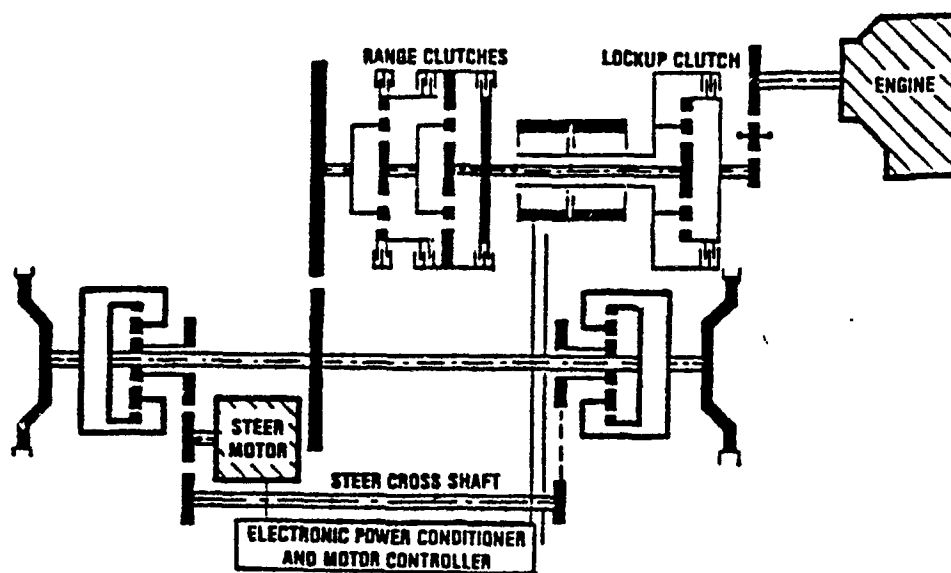 RANGE CLUTCHES
LOCKUP CLUTCH
ENGINE
STEER
MOTOR
STEER CROSS SHAFT
ELECTRONIC POWER CONDITIONER
AND MOTOR CONTROLLER